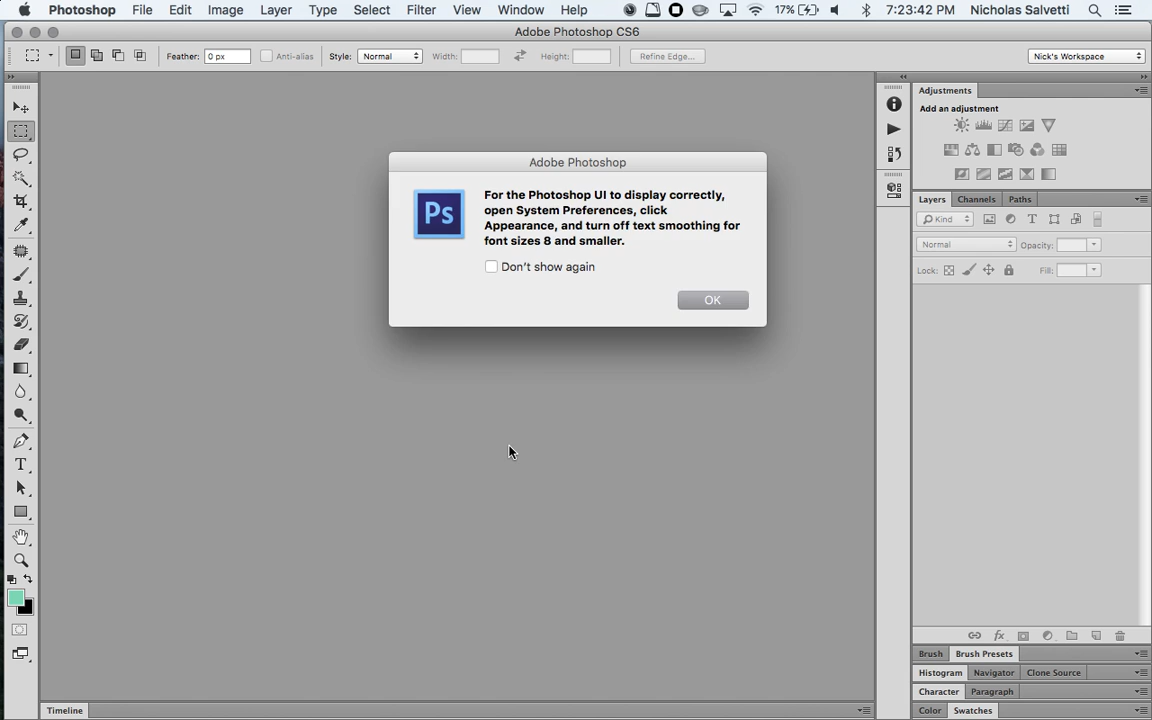 Photoshop File Edit Image Layer Type Select Filter View Window Help 17% 7:23:42 PM Nicholas Salvetti
Adobe Photoshop CS6
Feather: 0 px Anti-alias Style: Normal Width: Height: Refine Edge... Nick's Workspace
Adjustments
Add an adjustment
Adobe Photoshop
Ps
For the Photoshop UI to display correctly,
open System Preferences, click
Appearance, and turn off text smoothing for
font sizes 8 and smaller.
Don't show again
OK
Layers Channels Paths
Kind
Normal Opacity:
Lock: Fill:
Brush Brush Presets
Histogram Navigator Clone Source
Character Paragraph
Timeline Color Swatches